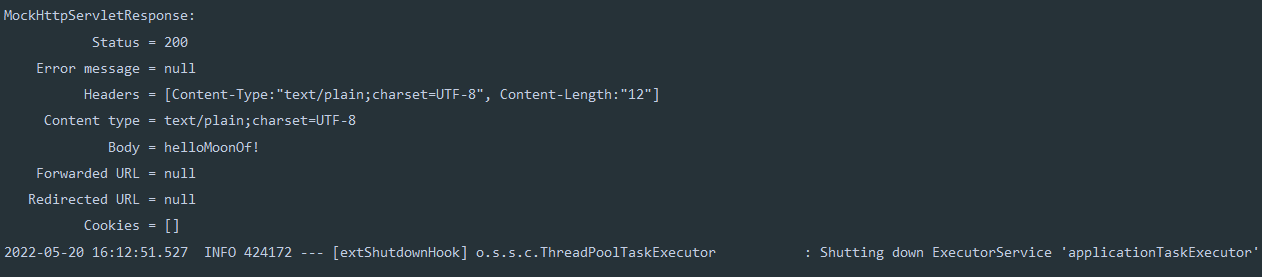 MockHttpServletResponse:
Status = 200
Error message = null
Headers = [Content-Type:"text/plain;charset=UTF-8", Content-Length:"12"]
Content type = text/plain;charset=UTF-8
Body = helloMoonOf!
Forwarded URL = null
Redirected URL = null
Cookies = []
2022-05-20 16:12:51.527  INFO 424172 --- [extShutdownHook] o.s.s.c.ThreadPoolTaskExecutor           : Shutting down ExecutorService 'applicationTaskExecutor'